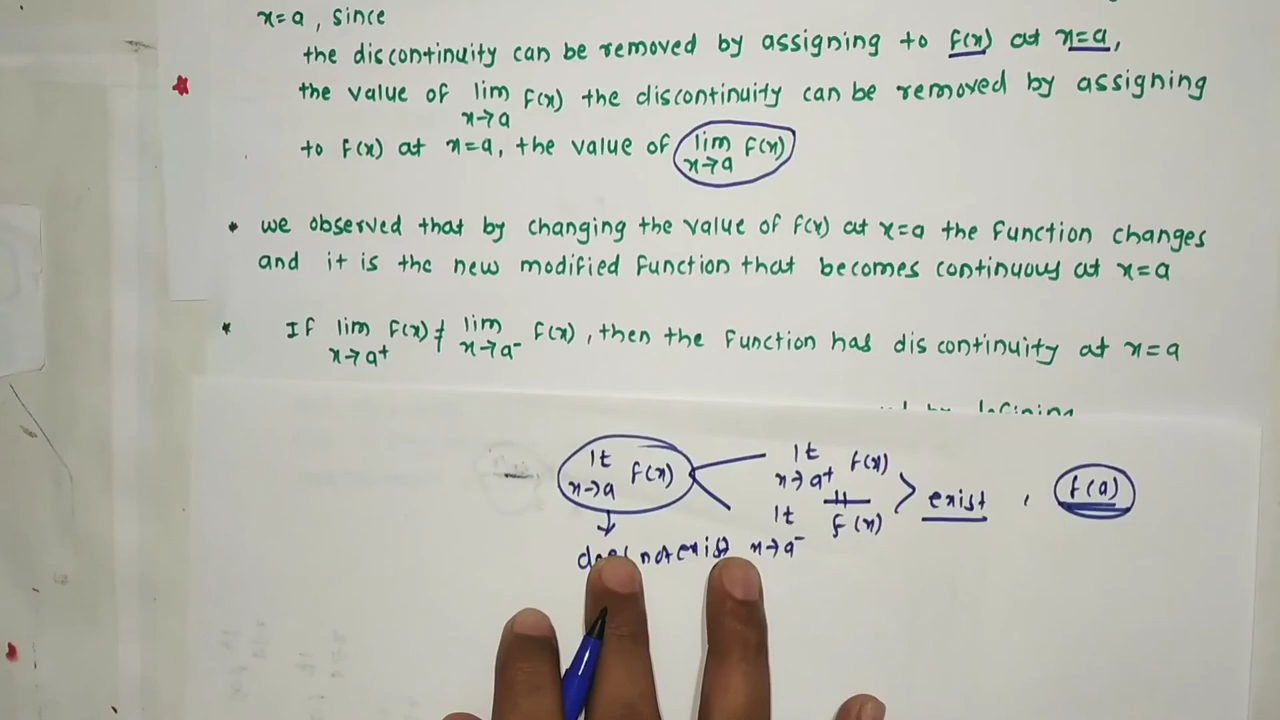 x=a, since
the discontinuity can be removed by assigning to f(x) at x=a,
the value of lim f(x) the discontinuity can be removed by assigning
x→a
to f(x) at x=a, the value of lim f(x)
x→a
* we observed that by changing the value of f(x) at x=a the function changes
and it is the new modified function that becomes continuous at x=a
* If lim f(x) ≠ lim f(x), then the function has discontinuity at x=a
x→a⁺ x→a⁻
lt f(x) lt f(x)
x→a x→a⁺
exist , f(a)
lt f(x)
not exist x→a⁻